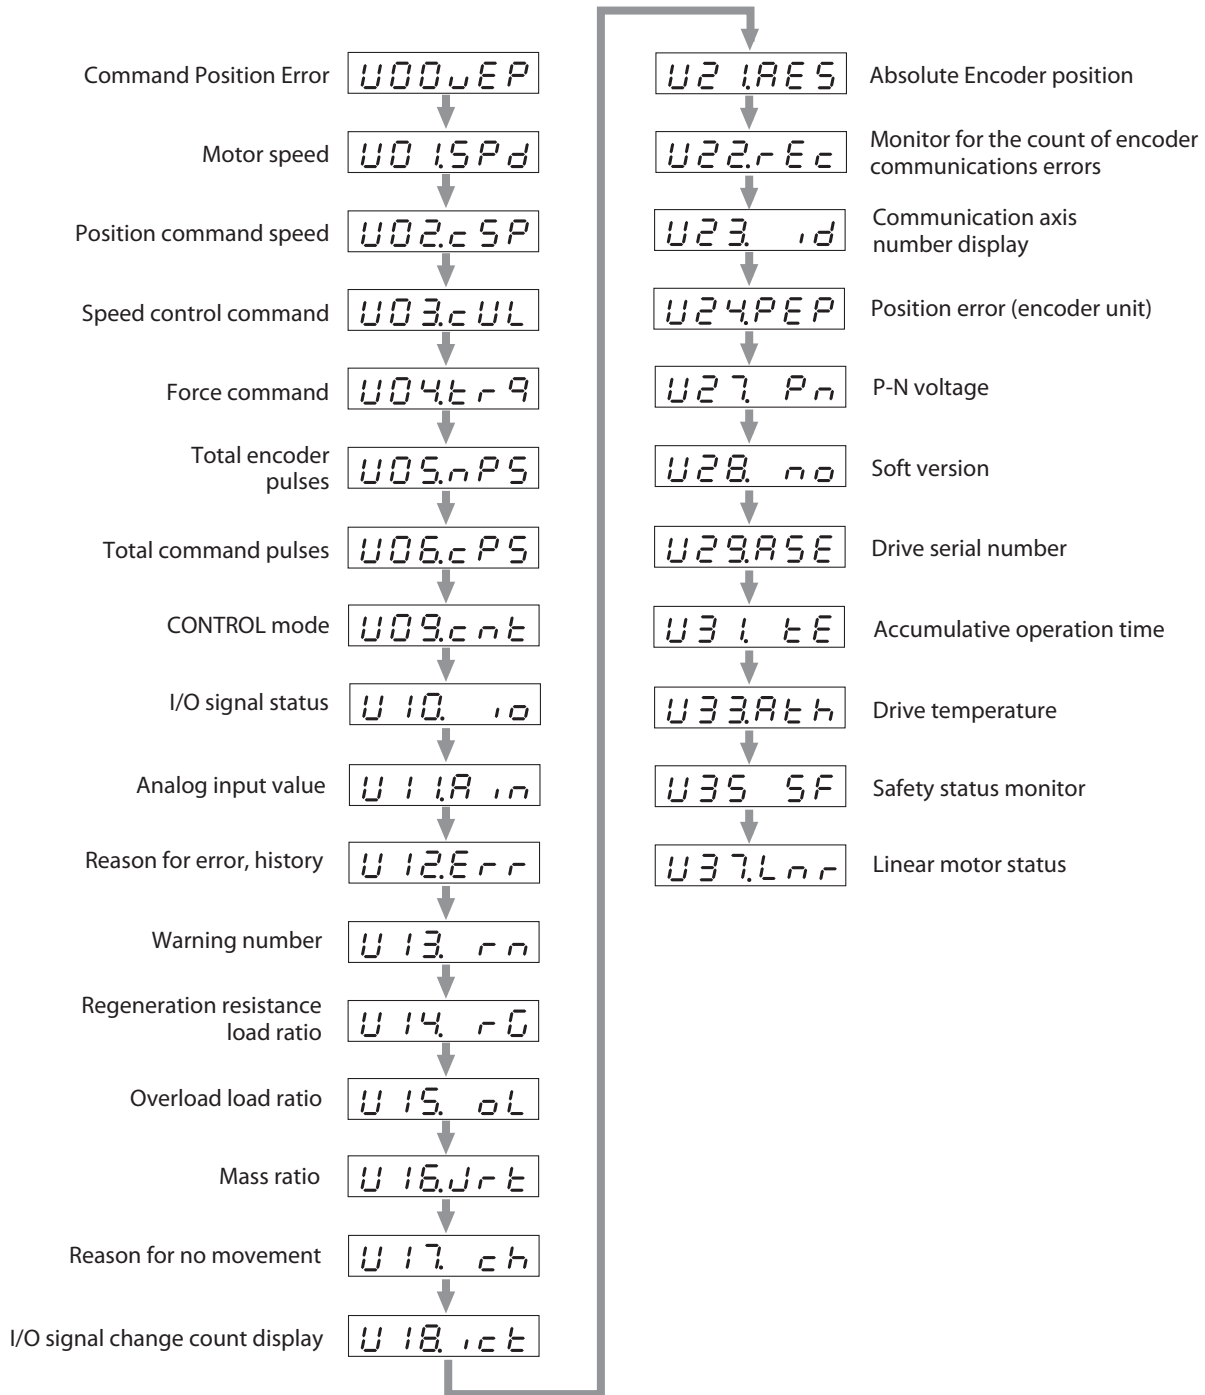 Command Position Error U00uEP
Motor speed U01.SPd
Position command speed U02.cSP
Speed control command U03.cUL
Force command U04.trq
Total encoder
pulses U05.nPS
Total command pulses U06.cPS
CONTROL mode U09.cnt
I/O signal status U10. io
Analog input value U11.Ain
Reason for error, history U12.Err
Warning number U13. rn
Regeneration resistance
load ratio U14. rG
Overload load ratio U15. oL
Mass ratio U16.Jrt
Reason for no movement U17. ch
I/O signal change count display U18.ict
U21.AES Absolute Encoder position
U22.rEc Monitor for the count of encoder
communications errors
U23. id Communication axis
number display
U24.PEP Position error (encoder unit)
U27. Pn P-N voltage
U28. no Soft version
U29.ASE Drive serial number
U31. tE Accumulative operation time
U33.Ath Drive temperature
U35 SF Safety status monitor
U37.Lnr Linear motor status